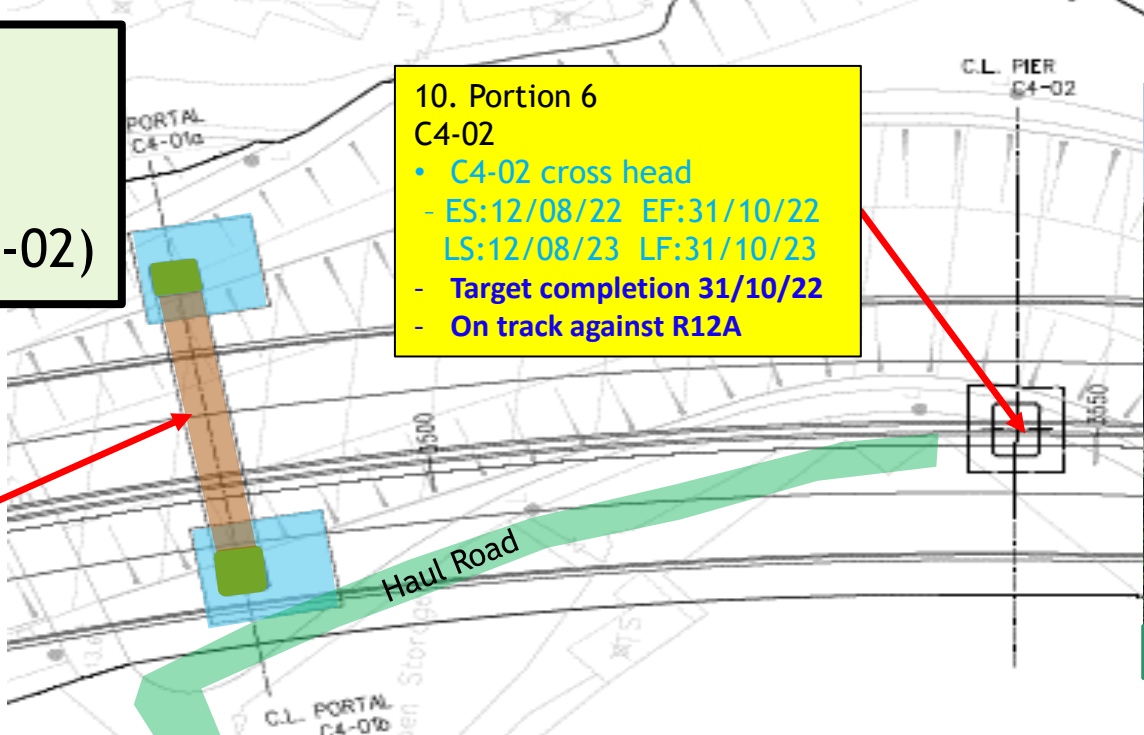 -02)
PORTAL
C4-01a
10. Portion 6
C4-02
• C4-02 cross head
- ES:12/08/22 EF:31/10/22
LS:12/08/23 LF:31/10/23
- Target completion 31/10/22
- On track against R12A
C.L. PIER
C4-02
3550
Haul Road
C.L. PORTAL
C4-01b